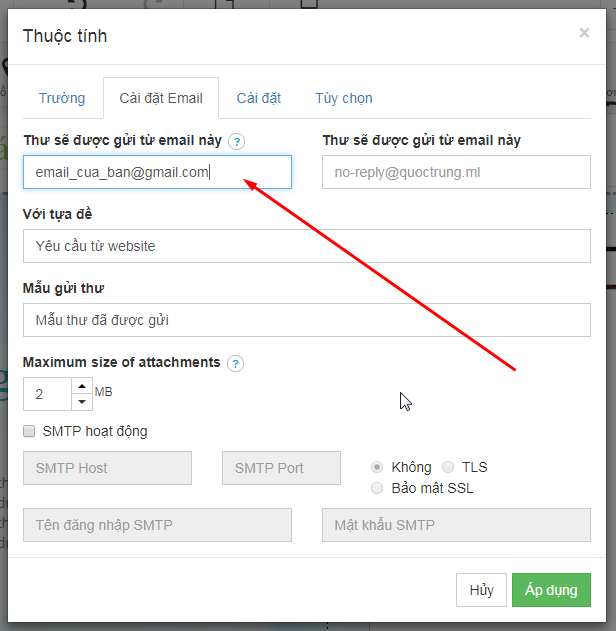 Thuộc tính
×
Trường Cài đặt Email Cài đặt Tùy chọn
Thư sẽ được gửi từ email này ? Thư sẽ được gửi từ email này
email_cua_ban@gmail.com no-reply@quoctrung.ml
Với tựa đề
Yêu cầu từ website
Mẫu gửi thư
Mẫu thư đã được gửi
Maximum size of attachments ?
2 MB
SMTP hoạt động
SMTP Host SMTP Port Không TLS
Bảo mật SSL
Tên đăng nhập SMTP Mật khẩu SMTP
Hủy Áp dụng